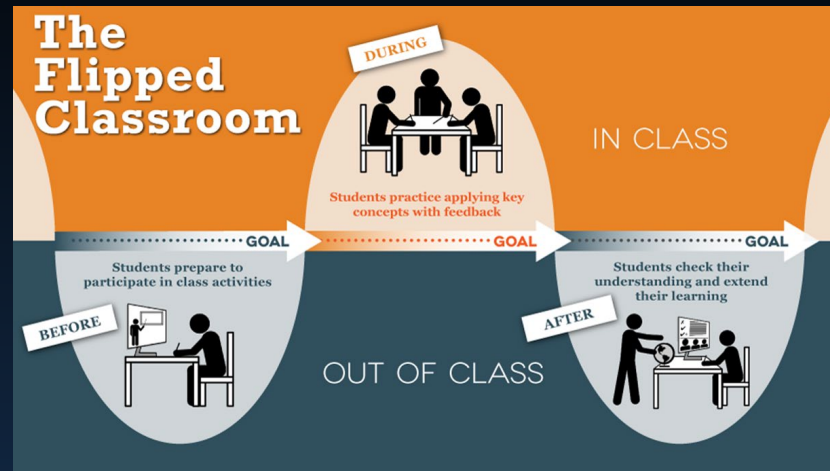 The
Flipped
Classroom
DURING
IN CLASS
Students practice applying key
concepts with feedback
GOAL
GOAL
GOAL
Students prepare to
participate in class activities
BEFORE
OUT OF CLASS
Students check their
understanding and extend
their learning
AFTER